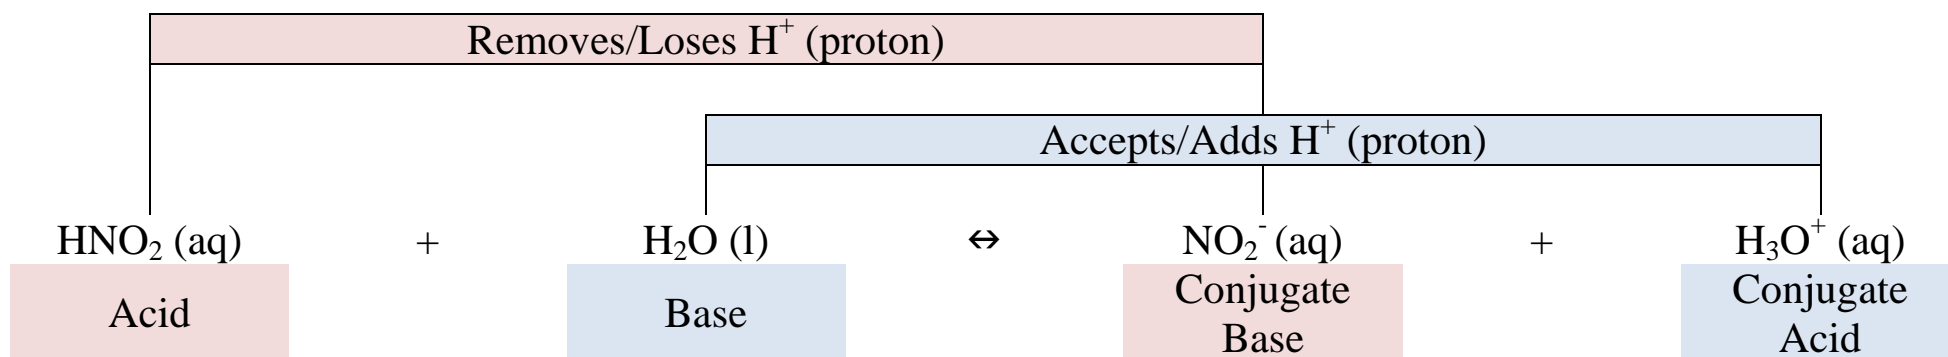 Removes/Loses H⁺ (proton)
Accepts/Adds H⁺ (proton)
HNO₂ (aq) + H₂O (l) ↔ NO₂⁻ (aq) + H₃O⁺ (aq)
Acid Base Conjugate Base Conjugate Acid